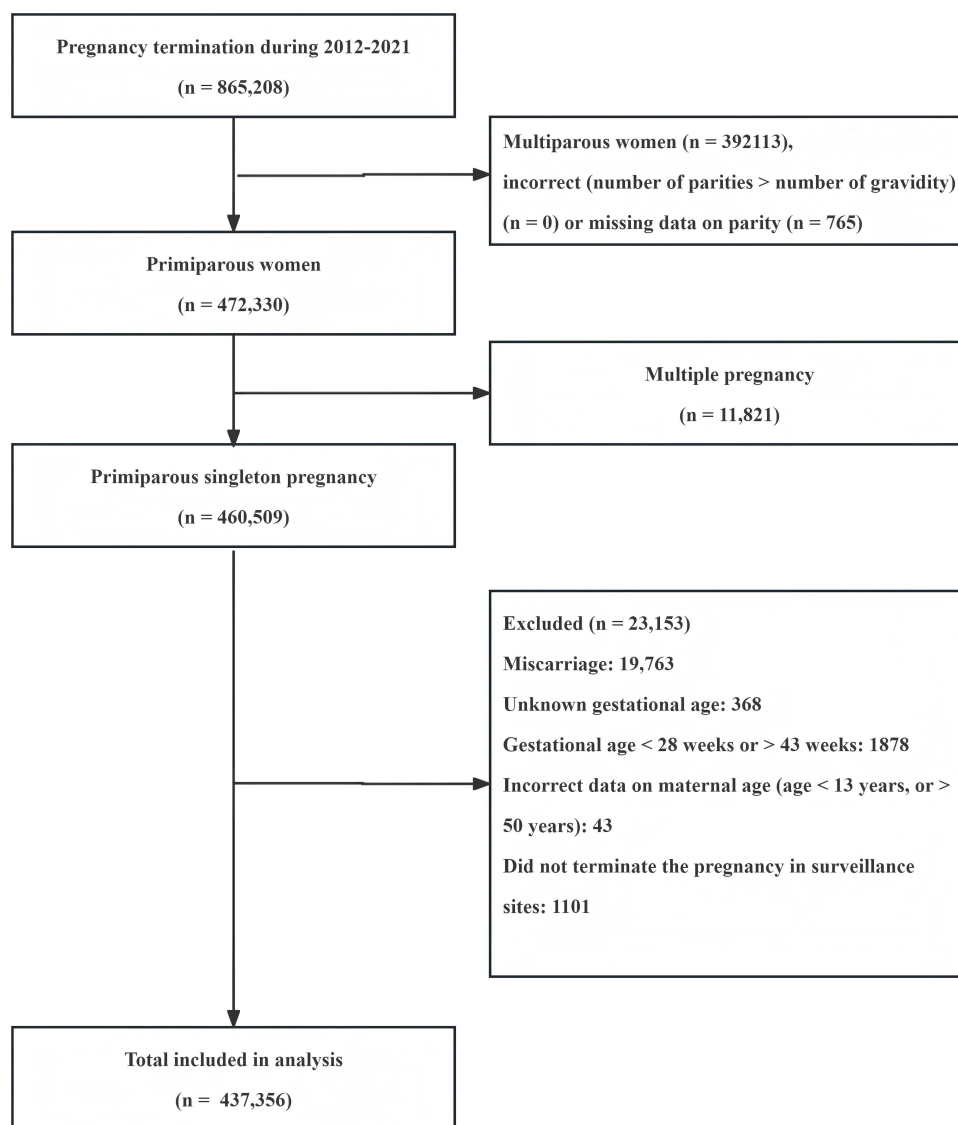 Pregnancy termination during 2012-2021
(n = 865,208)
Multiparous women (n = 392113),
incorrect (number of parities > number of gravidity)
(n = 0) or missing data on parity (n = 765)
Primiparous women
(n = 472,330)
Multiple pregnancy
(n = 11,821)
Primiparous singleton pregnancy
(n = 460,509)
Excluded (n = 23,153)
Miscarriage: 19,763
Unknown gestational age: 368
Gestational age < 28 weeks or > 43 weeks: 1878
Incorrect data on maternal age (age < 13 years, or >
50 years): 43
Did not terminate the pregnancy in surveillance
sites: 1101
Total included in analysis
(n =  437,356)